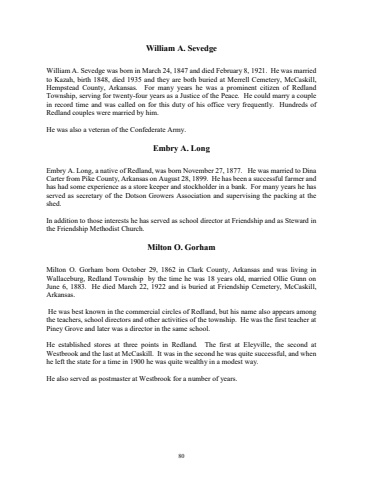 William A. Sevedge
William A. Sevedge was born in March 24, 1847 and died February 8, 1921. He was married
to Kazah, birth 1848, died 1935 and they are both buried at Merrell Cemetery, McCaskill,
Hempstead County, Arkansas. For many years he was a prominent citizen of Redland
Township, serving for twenty-four years as a Justice of the Peace. He could marry a couple
in record time and was called on for this duty of his office very frequently. Hundreds of
Redland couples were married by him.
He was also a veteran of the Confederate Army.
Embry A. Long
Embry A. Long, a native of Redland, was born November 27, 1877. He was married to Dina
Carter from Pike County, Arkansas on August 28, 1899. He has been a successful farmer and
has had some experience as a store keeper and stockholder in a bank. For many years he has
served as secretary of the Dotson Growers Association and supervising the packing at the
shed.
In addition to those interests he has served as school director at Friendship and as Steward in
the Friendship Methodist Church.
Milton O. Gorham
Milton O. Gorham born October 29, 1862 in Clark County, Arkansas and was living in
Wallaceburg, Redland Township by the time he was 18 years old, married Ollie Gunn on
June 6, 1883. He died March 22, 1922 and is buried at Friendship Cemetery, McCaskill,
Arkansas.
He was best known in the commercial circles of Redland, but his name also appears among
the teachers, school directors and other activities of the township. He was the first teacher at
Piney Grove and later was a director in the same school.
He established stores at three points in Redland. The first at Eleyville, the second at
Westbrook and the last at McCaskill. It was in the second he was quite successful, and when
he left the state for a time in 1900 he was quite wealthy in a modest way.
He also served as postmaster at Westbrook for a number of years.
80